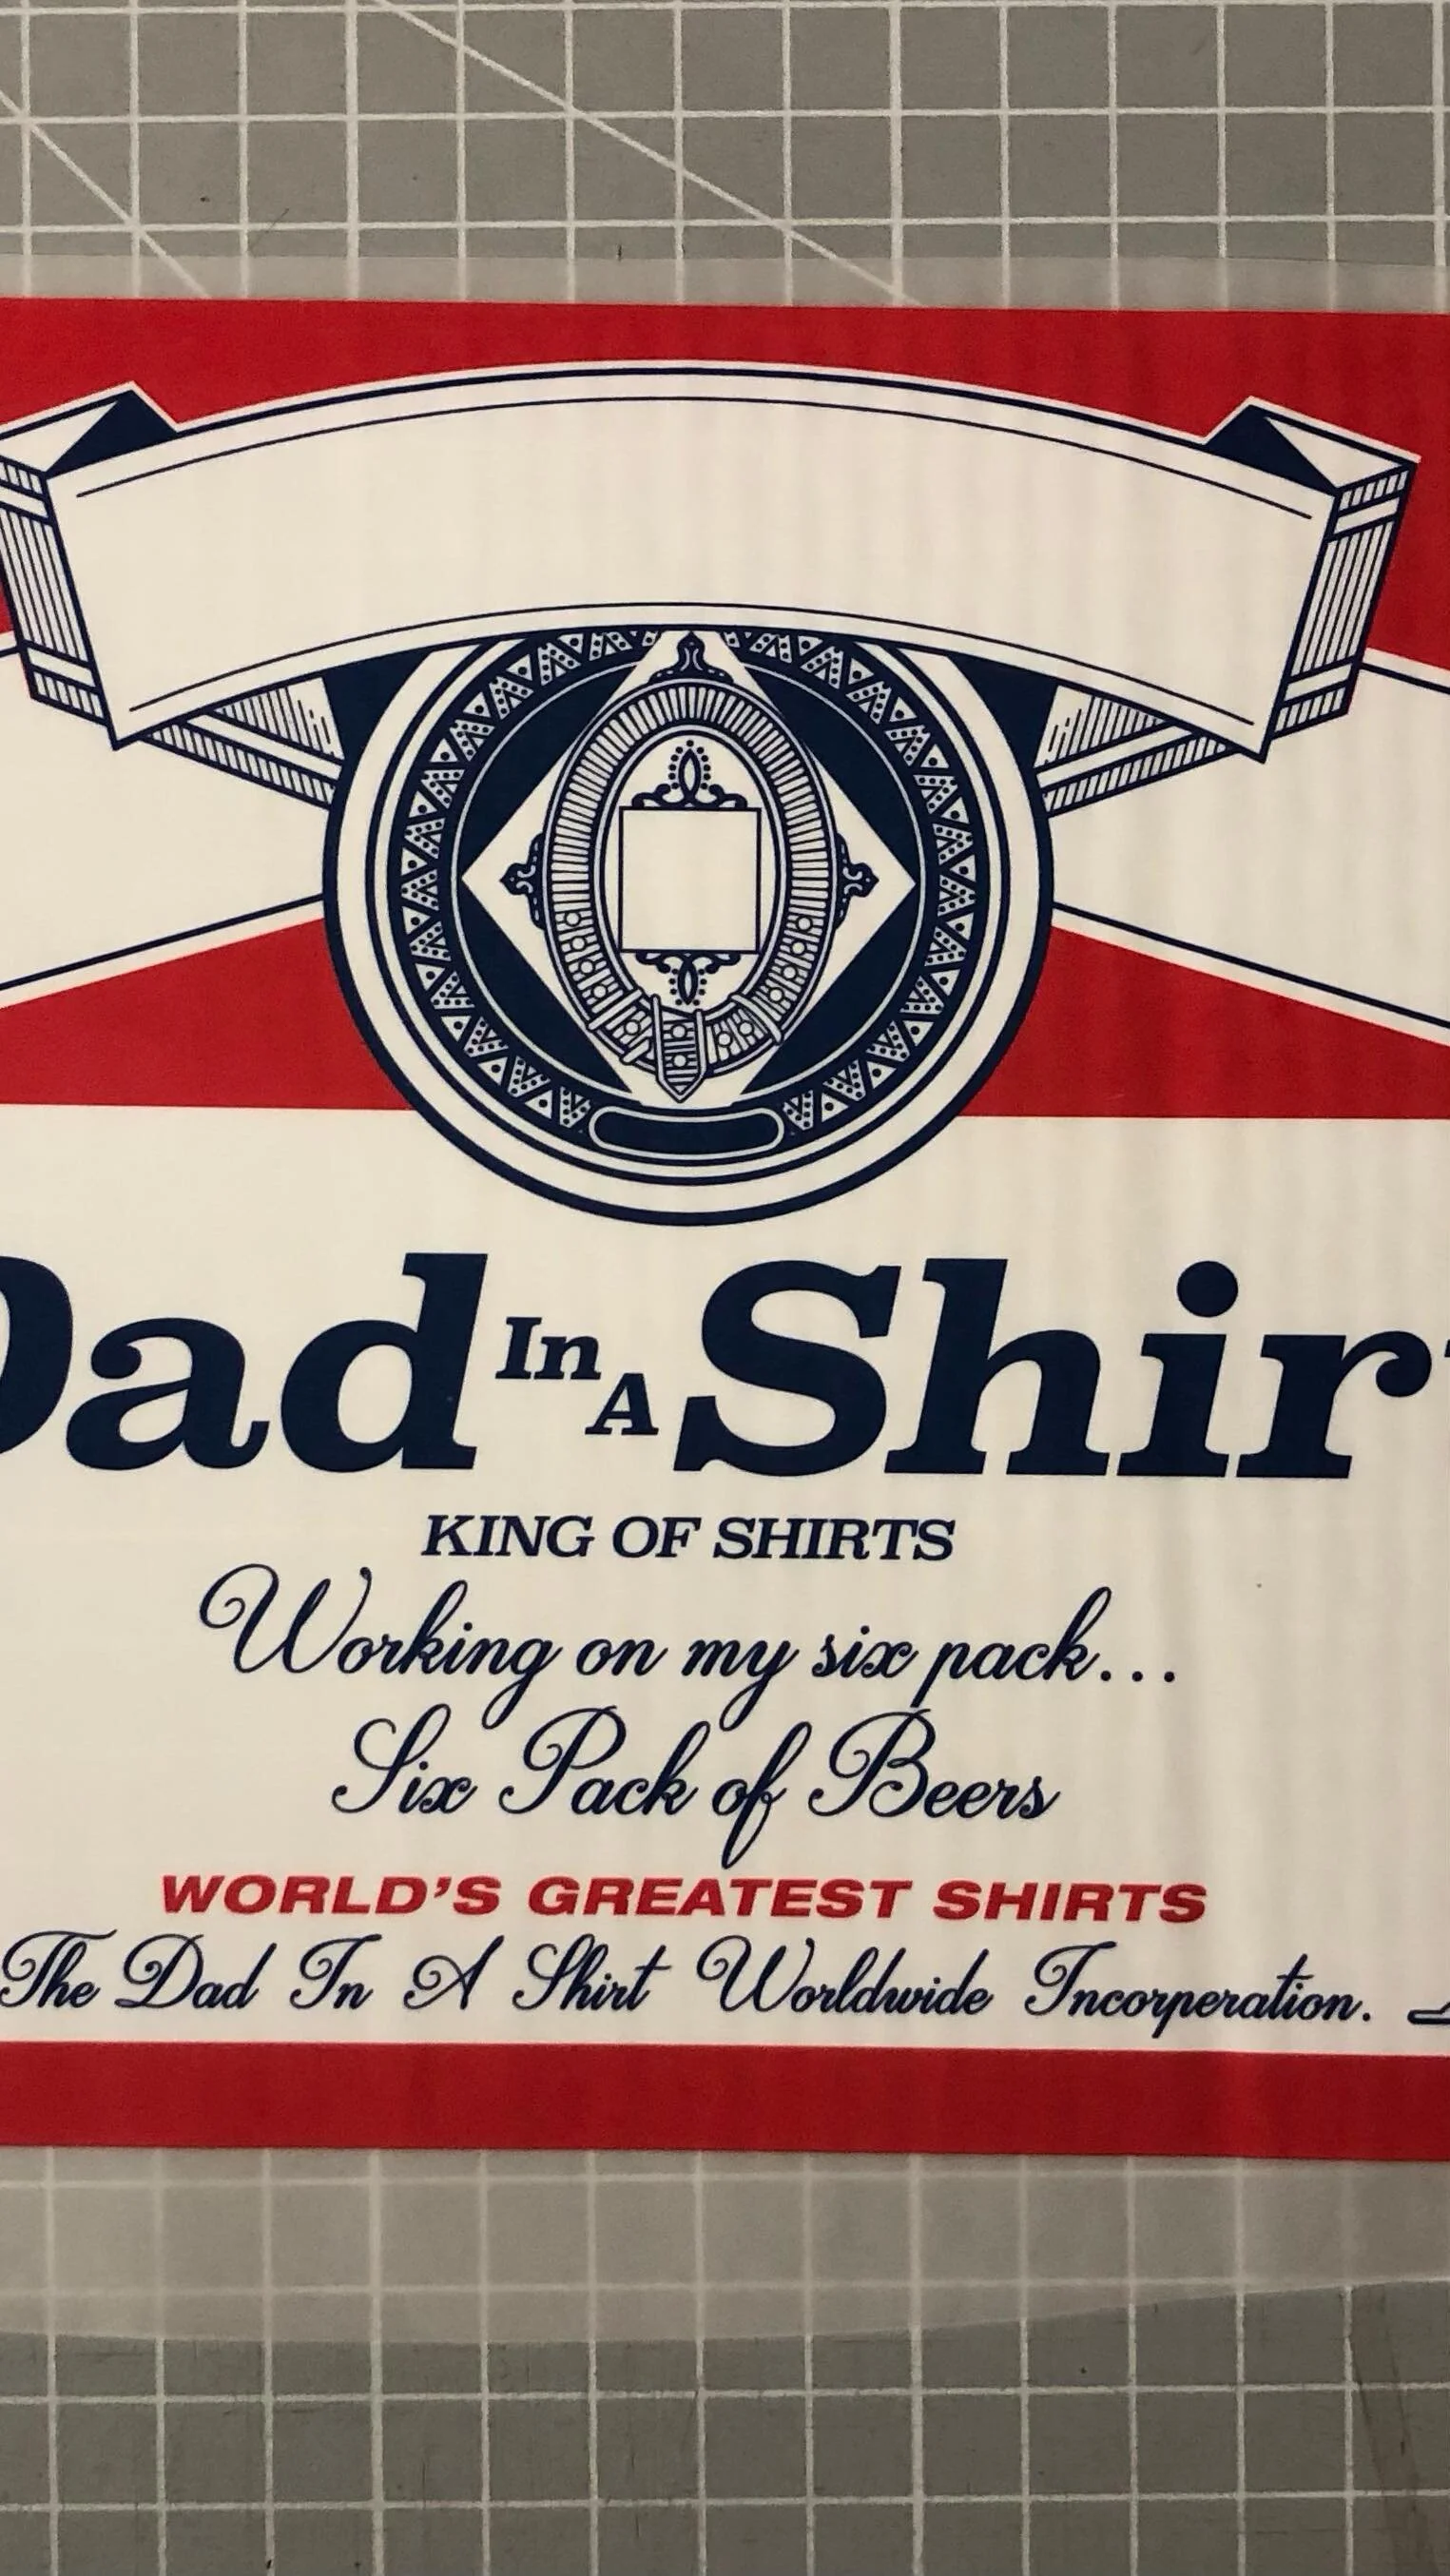 Dad In A Shirt
KING OF SHIRTS
Working on my six pack...
Six Pack of Beers
WORLD'S GREATEST SHIRTS
The Dad In A Shirt Worldwide Incorperation.